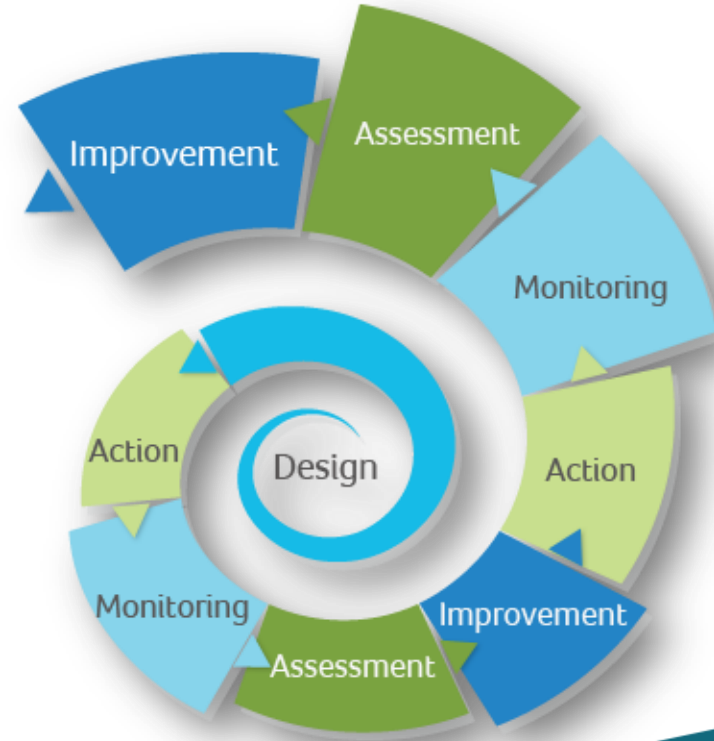 Improvement
Assessment
Monitoring
Action
Design
Action
Monitoring
Assessment
Improvement